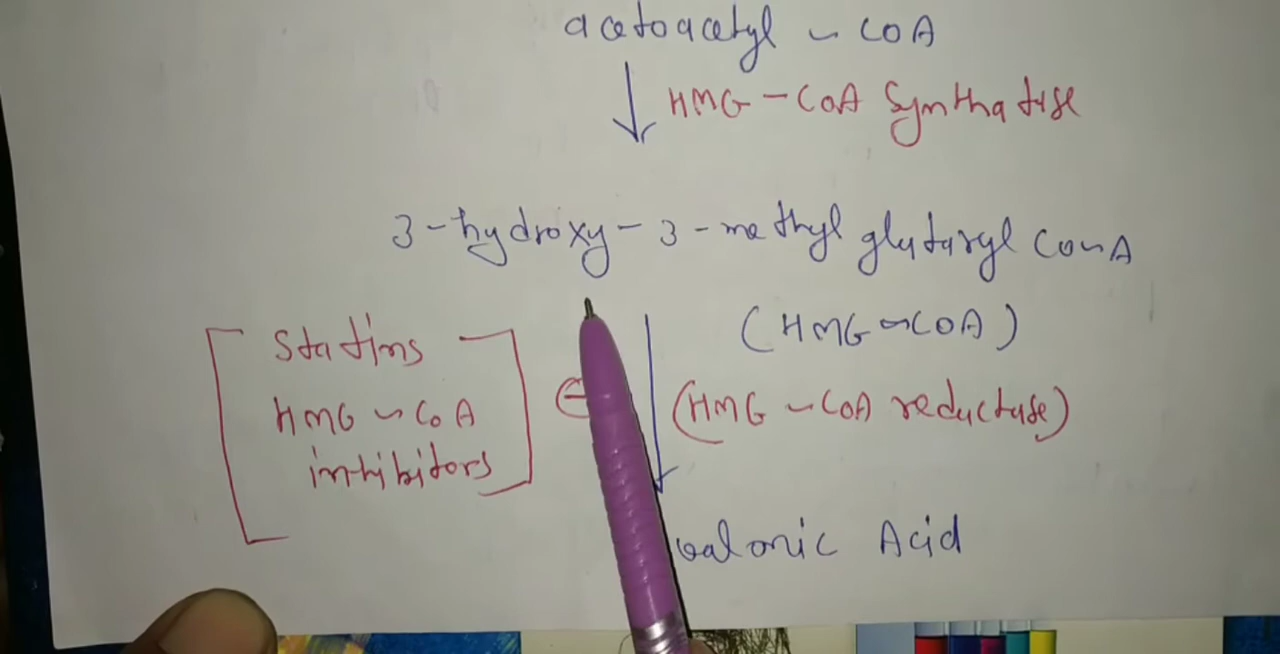 acetoacetyl ~ COA
HMG - COA Synthatase
3-hydroxy-3-methyl glutaryl Co~A
(HMG ~ COA)
Statins
HMG ~ CoA
inhibitors
(HMG ~ COA reductase)
valonic Acid